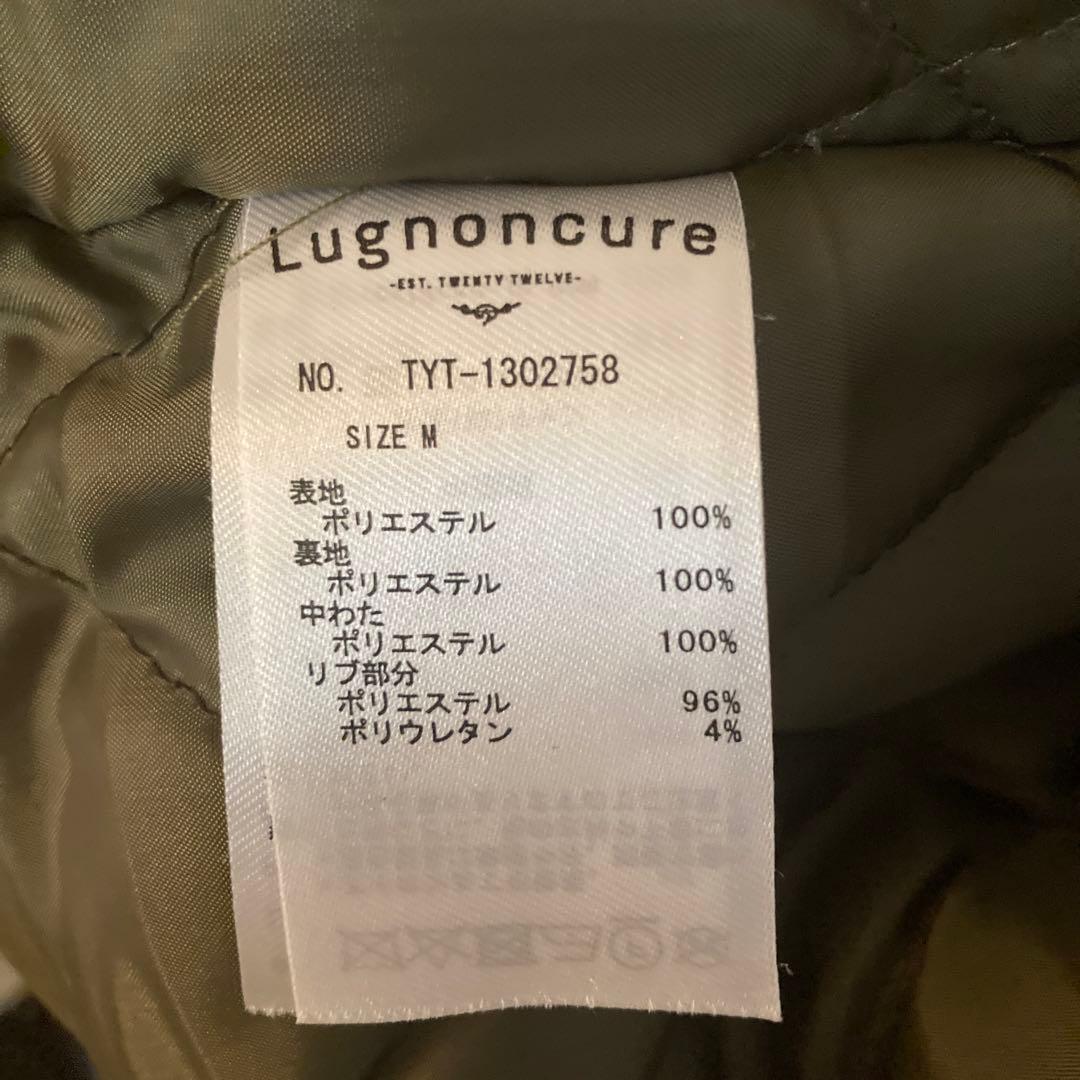 Lugnoncure
-EST. TWENTY TWELVE-
NO. TYT-1302758
SIZE M
表地
ポリエステル 100%
裏地
ポリエステル 100%
中わた
ポリエステル 100%
リブ部分
ポリエステル 96%
ポリウレタン 4%